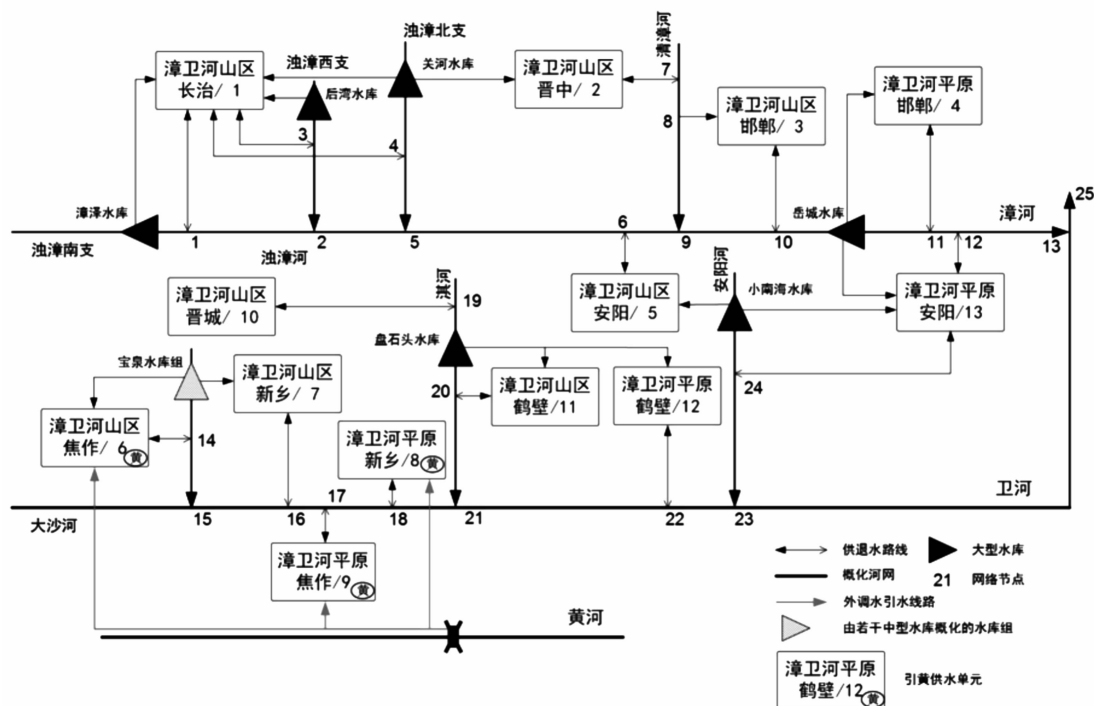 浊漳北支
清漳河
漳卫河山区
长治/ 1
浊漳西支
关河水库
后湾水库
漳卫河山区
晋中/ 2
7
8
漳卫河山区
邯郸/ 3
漳卫河平原
邯郸/ 4
3
4
25
漳泽水库
岳城水库
漳河
浊漳南支
1
2
5
6
9
10
11
12
13
浊漳河
漳卫河山区
晋城/ 10
淇河
19
漳卫河山区
安阳/ 5
安阳河
小南海水库
漳卫河平原
安阳/13
宝泉水库组
盘石头水库
漳卫河山区
新乡/ 7
20
漳卫河山区
鹤壁/11
漳卫河平原
鹤壁/12
24
漳卫河山区
焦作/ 6
黄
14
漳卫河平原
新乡/8
黄
卫河
大沙河
15
16
17
18
21
22
23
漳卫河平原
焦作/9
黄
黄河
供退水路线
大型水库
概化河网
21
网络节点
外调水引水线路
由若干中型水库概化的水库组
漳卫河平原
鹤壁/12
黄
引黄供水单元